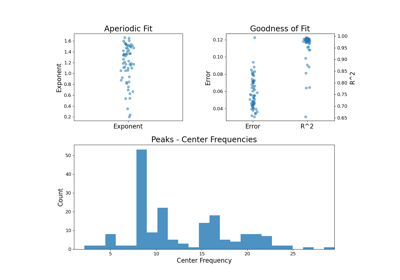 Aperiodic Fit
Goodness of Fit
1.6
1.4
1.2
1.0
0.8
0.6
0.4
0.2
Exponent
Exponent
0.12
0.10
0.08
0.06
0.04
Error
1.00
0.95
0.90
0.85
0.80
0.75
0.70
0.65
R^2
Error
R^2
Peaks - Center Frequencies
50
40
30
20
10
0
Count
5
10
15
20
25
Center Frequency